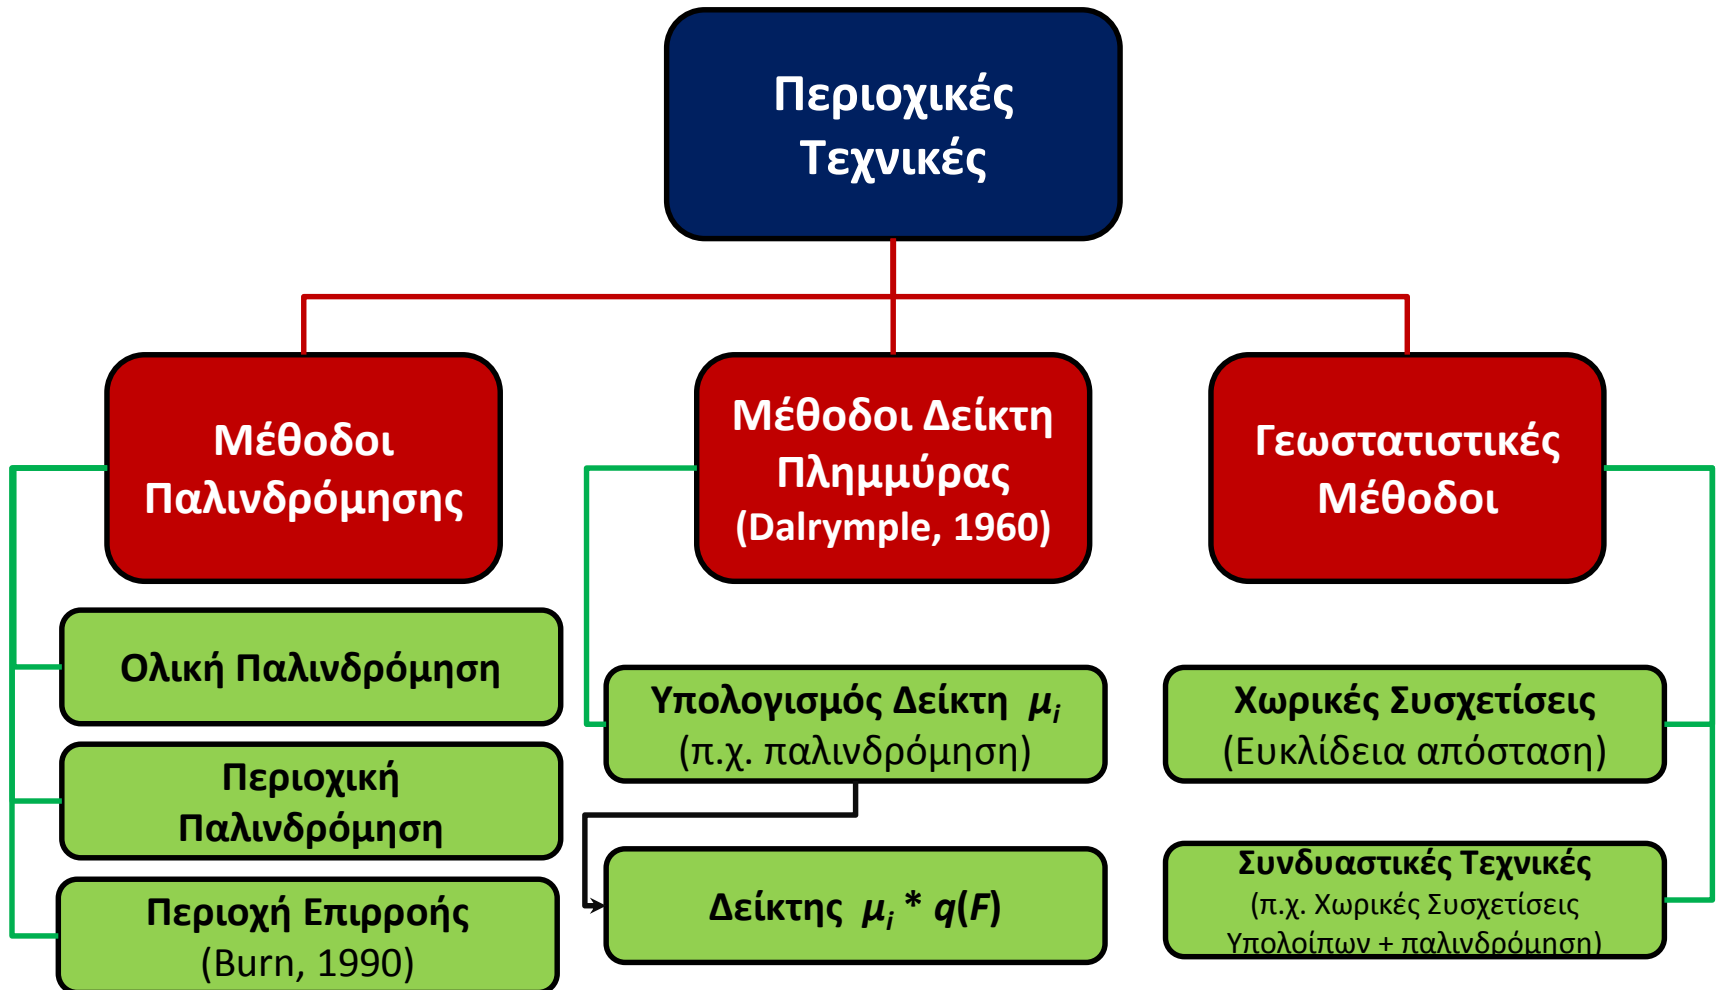 Περιοχικές
Τεχνικές
Μέθοδοι
Παλινδρόμησης
Μέθοδοι Δείκτη
Πλημμύρας
(Dalrymple, 1960)
Γεωστατιστικές
Μέθοδοι
Ολική Παλινδρόμηση
Περιοχική
Παλινδρόμηση
Περιοχή Επιρροής
(Burn, 1990)
Υπολογισμός Δείκτη μi
(π.χ. παλινδρόμηση)
Δείκτης μi * q(F)
Χωρικές Συσχετίσεις
(Ευκλίδεια απόσταση)
Συνδυαστικές Τεχνικές
(π.χ. Χωρικές Συσχετίσεις
Υπολοίπων + παλινδρόμηση)